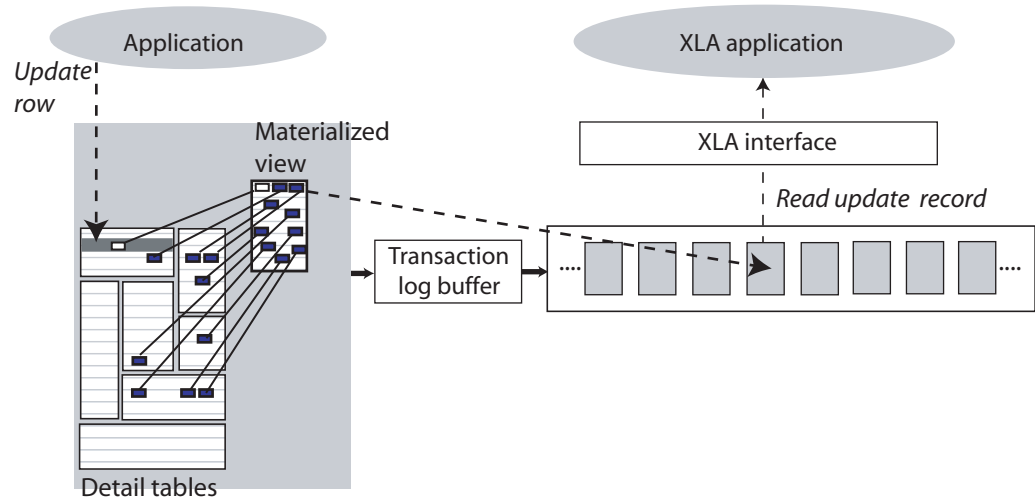 Application
XLA application
Update
row
Materialized
view
XLA interface
Read update record
Transaction
log buffer
....
....
Detail tables